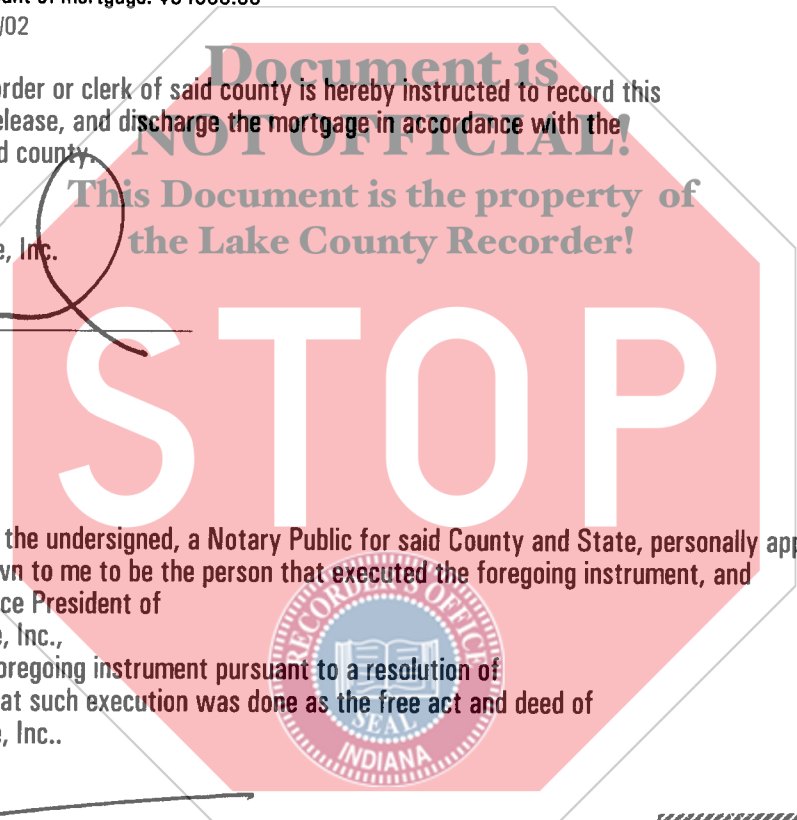 /02
Document is
order or clerk of said county is hereby instructed to record this
elease, and discharge the mortgage in accordance with the
NOT OFFICIAL!
d county.
This Document is the property of
the Lake County Recorder!
e, Inc.
STOP
the undersigned, a Notary Public for said County and State, personally app
wn to me to be the person that executed the foregoing instrument, and
ce President of
e, Inc.,
oregoing instrument pursuant to a resolution of
at such execution was done as the free act and deed of
e, Inc..
RECORDER'S OFFICE
SEAL
INDIANA